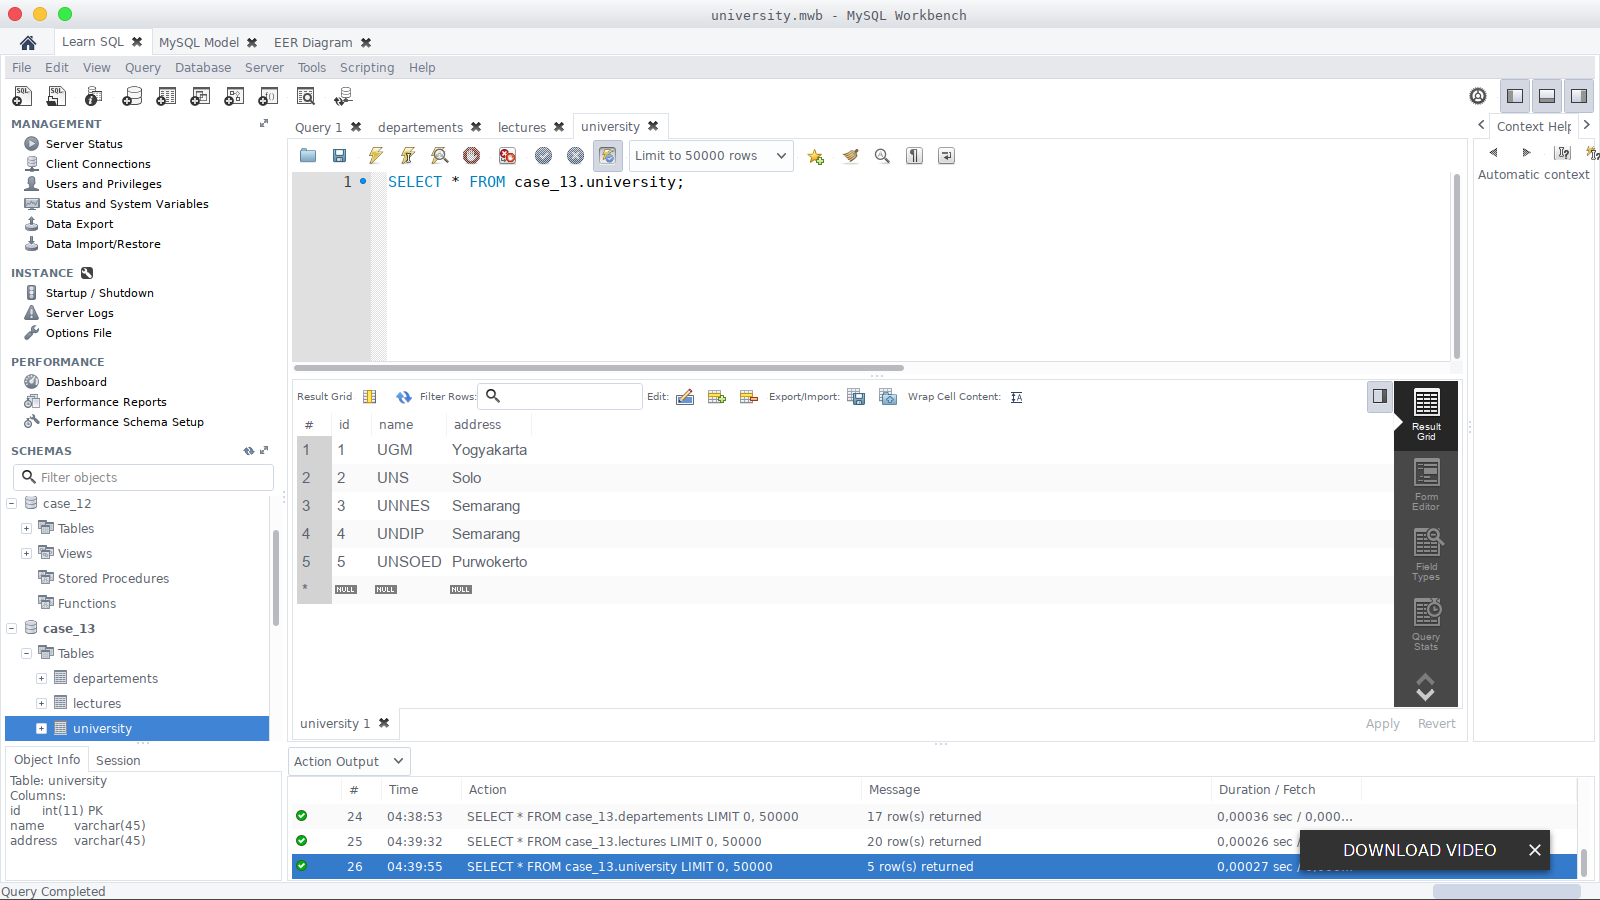 university.mwb - MySQL Workbench
Learn SQL
MySQL Model
EER Diagram
File Edit View Query Database Server Tools Scripting Help
MANAGEMENT
Server Status
Client Connections
Users and Privileges
Status and System Variables
Data Export
Data Import/Restore
INSTANCE
Startup / Shutdown
Server Logs
Options File
PERFORMANCE
Dashboard
Performance Reports
Performance Schema Setup
SCHEMAS
Filter objects
case_12
Tables
Views
Stored Procedures
Functions
case_13
Tables
departements
lectures
university
Object Info Session
Table: university
Columns:
id int(11) PK
name varchar(45)
address varchar(45)
Query Completed
Query 1
departements
lectures
university
Limit to 50000 rows
1 SELECT * FROM case_13.university;
Result Grid Filter Rows: Edit: Export/Import: Wrap Cell Content:
# id name address
1 1 UGM Yogyakarta
2 2 UNS Solo
3 3 UNNES Semarang
4 4 UNDIP Semarang
5 5 UNSOED Purwokerto
* NULL NULL NULL
Result
Grid
Form
Editor
Field
Types
Query
Stats
university 1
Apply Revert
Context Help
Automatic context
Action Output
# Time Action Message Duration / Fetch
24 04:38:53 SELECT * FROM case_13.departements LIMIT 0, 50000 17 row(s) returned 0,00036 sec / 0,000...
25 04:39:32 SELECT * FROM case_13.lectures LIMIT 0, 50000 20 row(s) returned 0,00026 sec /
26 04:39:55 SELECT * FROM case_13.university LIMIT 0, 50000 5 row(s) returned 0,00027 sec /
DOWNLOAD VIDEO